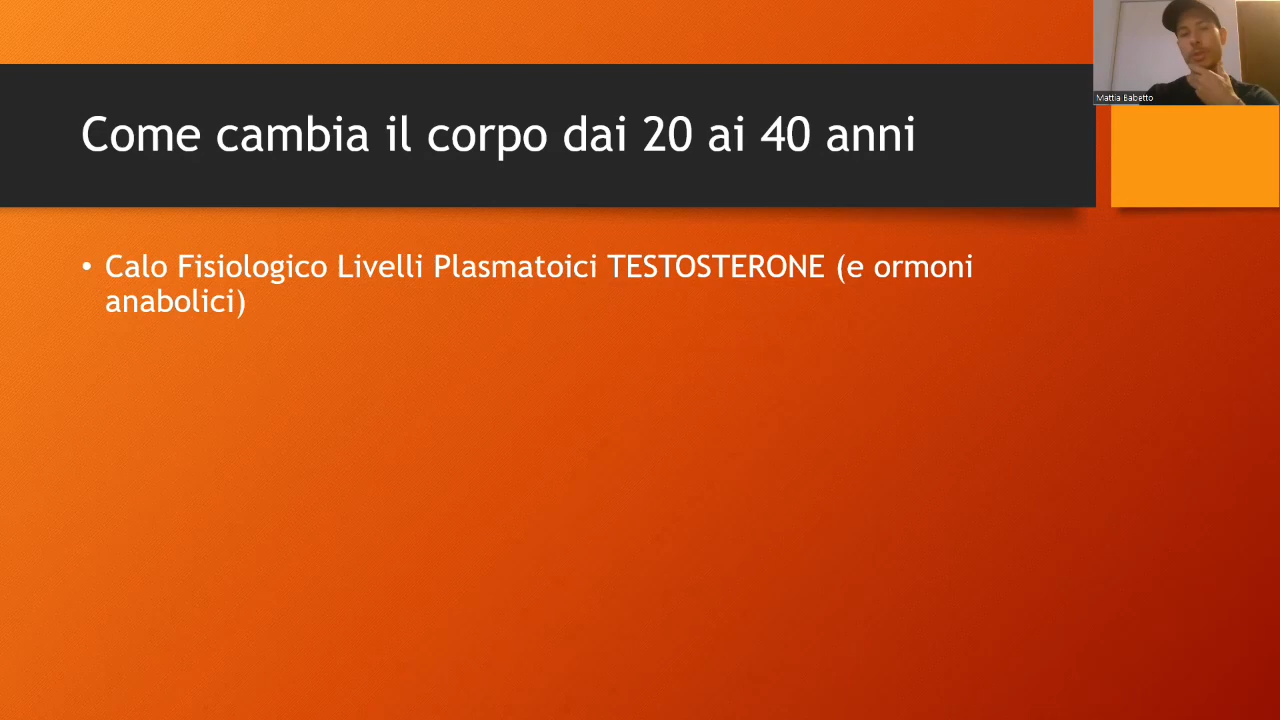 Mattia Babetto
Come cambia il corpo dai 20 ai 40 anni
• Calo Fisiologico Livelli Plasmatoici TESTOSTERONE (e ormoni
anabolici)